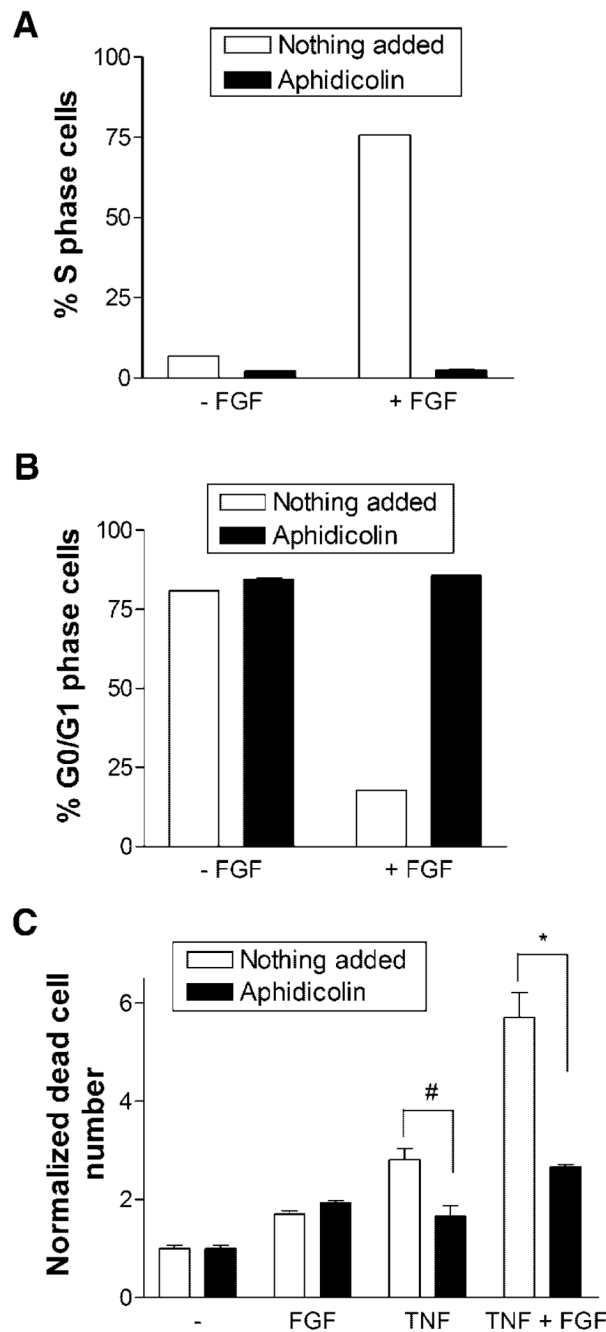 A
Nothing added
Aphidicolin
% S phase cells
100
75
50
25
0
- FGF + FGF
B
Nothing added
Aphidicolin
% G0/G1 phase cells
100
75
50
25
0
- FGF + FGF
C
Nothing added
Aphidicolin
Normalized dead cell
number
6
4
2
0
#
*
- FGF TNF TNF + FGF